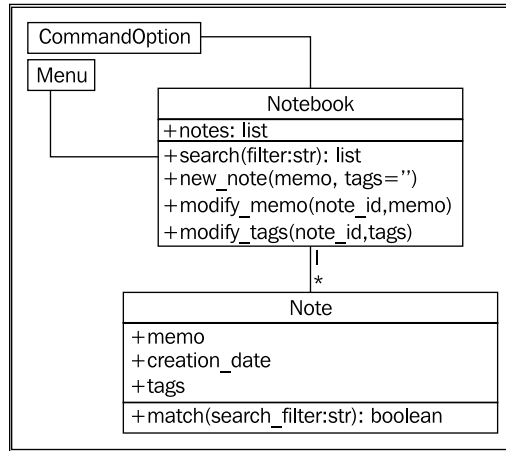 CommandOption
Menu
Notebook
+notes: list
+search(filter:str): list
+new_note(memo, tags='')
+modify_memo(note_id,memo)
+modify_tags(note_id,tags)
l
*
Note
+memo
+creation_date
+tags
+match(search_filter:str): boolean